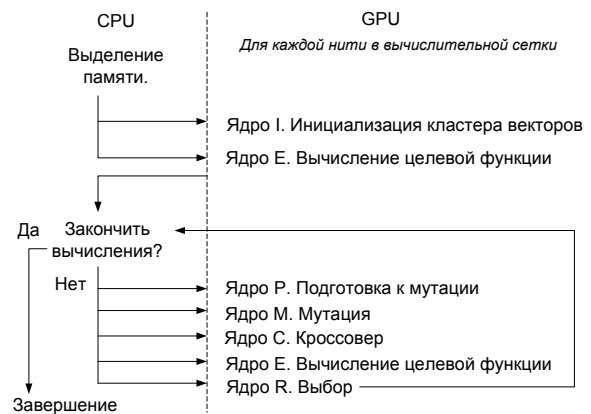 CPU
GPU
Для каждой нити в вычислительной сетки
Выделение
памяти.
Ядро I. Инициализация кластера векторов
Ядро E. Вычисление целевой функции
Да
Закончить
вычисления?
Нет
Ядро P. Подготовка к мутации
Ядро M. Мутация
Ядро C. Кроссовер
Ядро E. Вычисление целевой функции
Ядро R. Выбор
Завершение